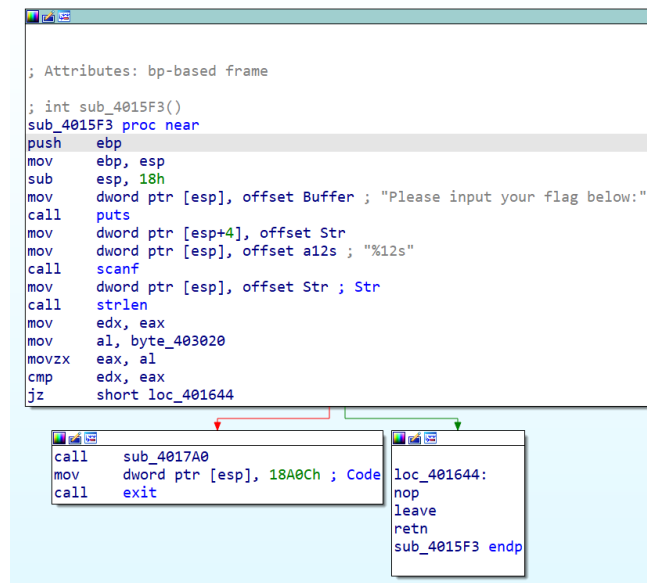 ; Attributes: bp-based frame
; int sub_4015F3()
sub_4015F3 proc near
push    ebp
mov     ebp, esp
sub     esp, 18h
mov     dword ptr [esp], offset Buffer ; "Please input your flag below:"
call    puts
mov     dword ptr [esp+4], offset Str
mov     dword ptr [esp], offset a12s ; "%12s"
call    scanf
mov     dword ptr [esp], offset Str ; Str
call    strlen
mov     edx, eax
mov     al, byte_403020
movzx   eax, al
cmp     edx, eax
jz      short loc_401644
call    sub_4017A0
mov     dword ptr [esp], 18A0Ch ; Code
call    exit
loc_401644:
nop
leave
retn
sub_4015F3 endp